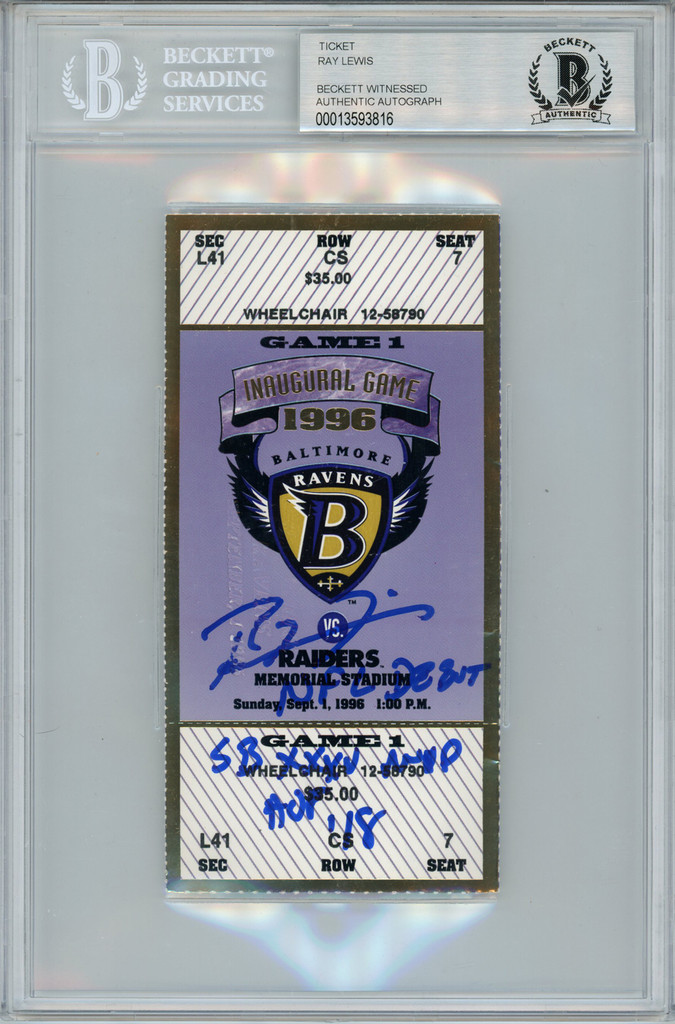 BECKETT®
GRADING
SERVICES
TICKET
RAY LEWIS
BECKETT WITNESSED
AUTHENTIC AUTOGRAPH
00013593816
BECKETT
B
AUTHENTIC
SEC ROW SEAT
L41 CS 7
$35.00
WHEELCHAIR 12-58790
GAME 1
INAUGURAL GAME
1996
BALTIMORE
RAVENS
B
TM
VS.
RAIDERS
MEMORIAL STADIUM
NFL DEBUT
Sunday, Sept. 1, 1996 1:00 P.M.
GAME 1
SB XXXV MVP
WHEELCHAIR 12-58790
$35.00
HOF '18
L41 CS 7
SEC ROW SEAT